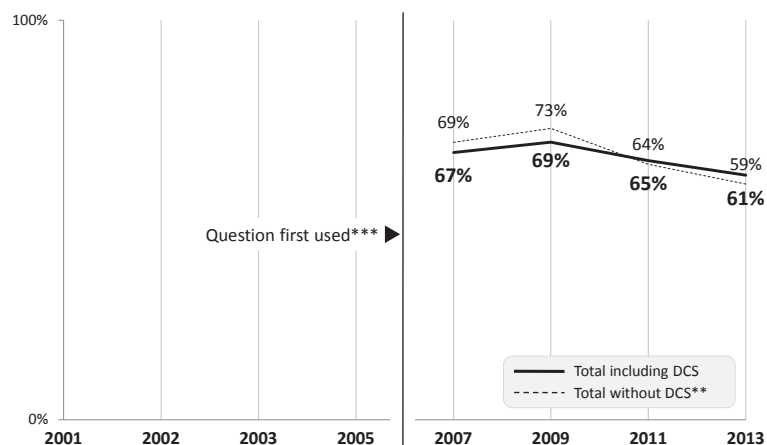 100%
73%
69%
64%
59%
67%
69%
65%
61%
Question first used***
Total including DCS
Total without DCS**
0%
2001 2002 2003 2005 2007 2009 2011 2013